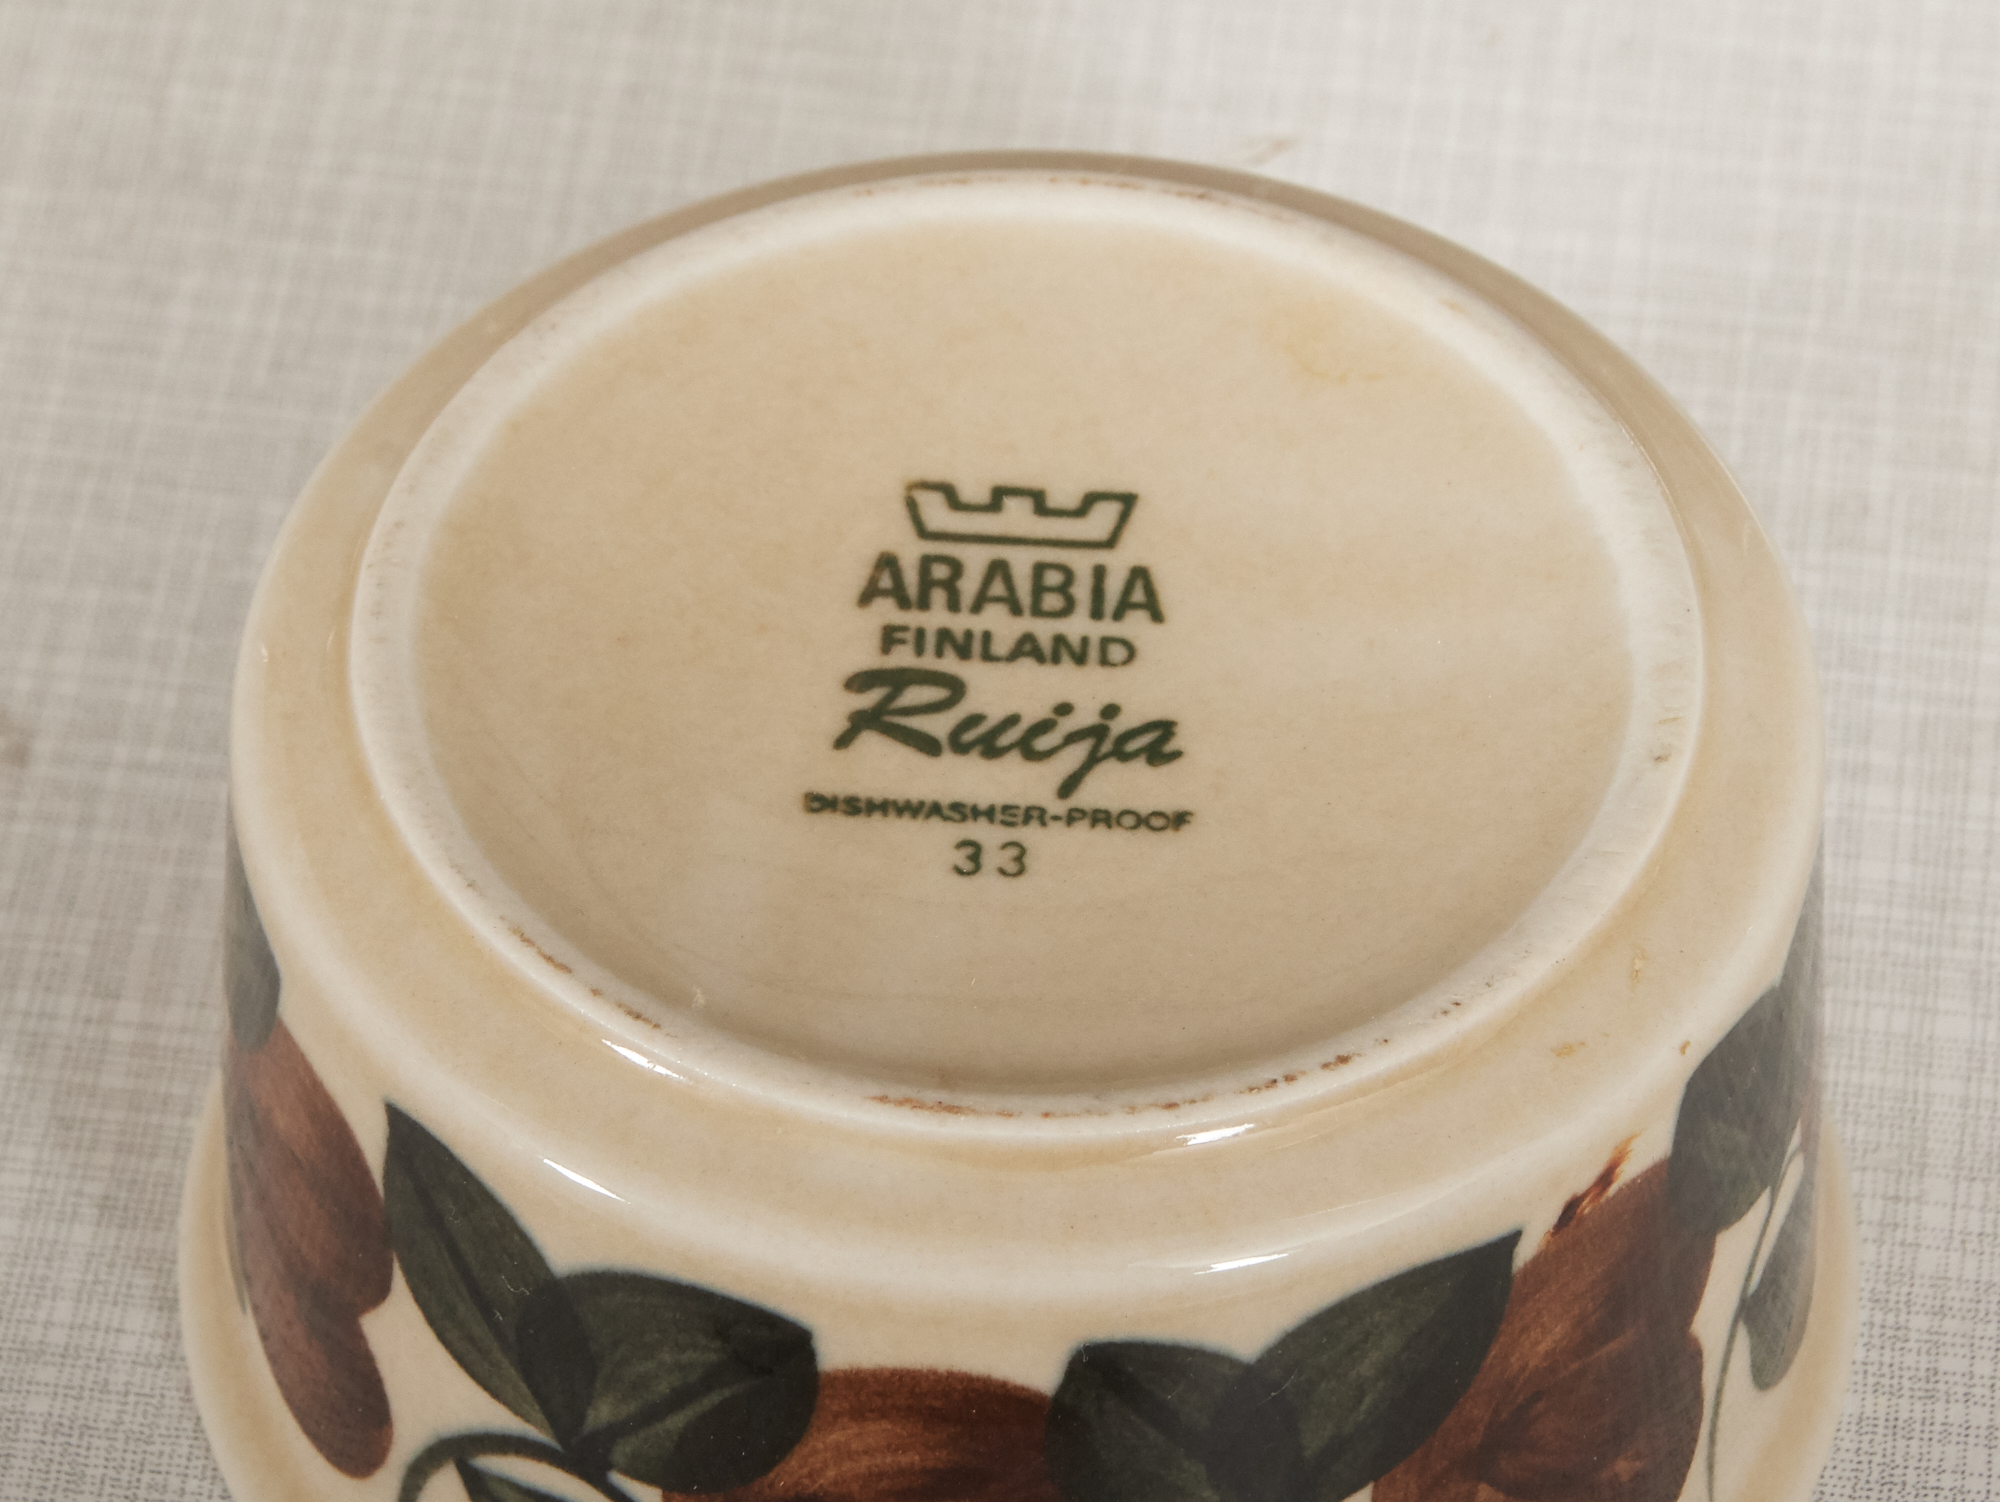 ARABIA
FINLAND
Ruija
DISHWASHER-PROOF
33